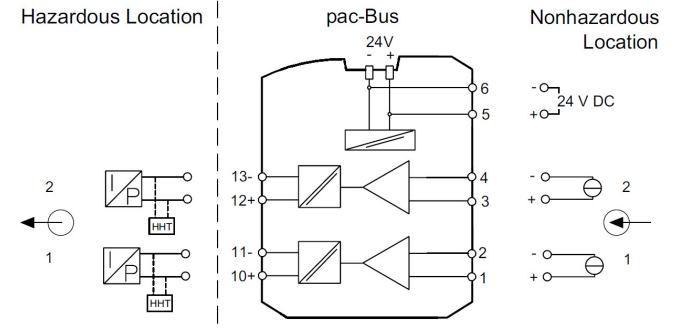 Hazardous Location
pac-Bus
Nonhazardous
Location
24V
- +
6
5
- 
+
24 V DC
13-
12+
4
3
2
I
P
HHT
- 
+
2
1
11-
10+
2
1
I
P
HHT
- 
+
1